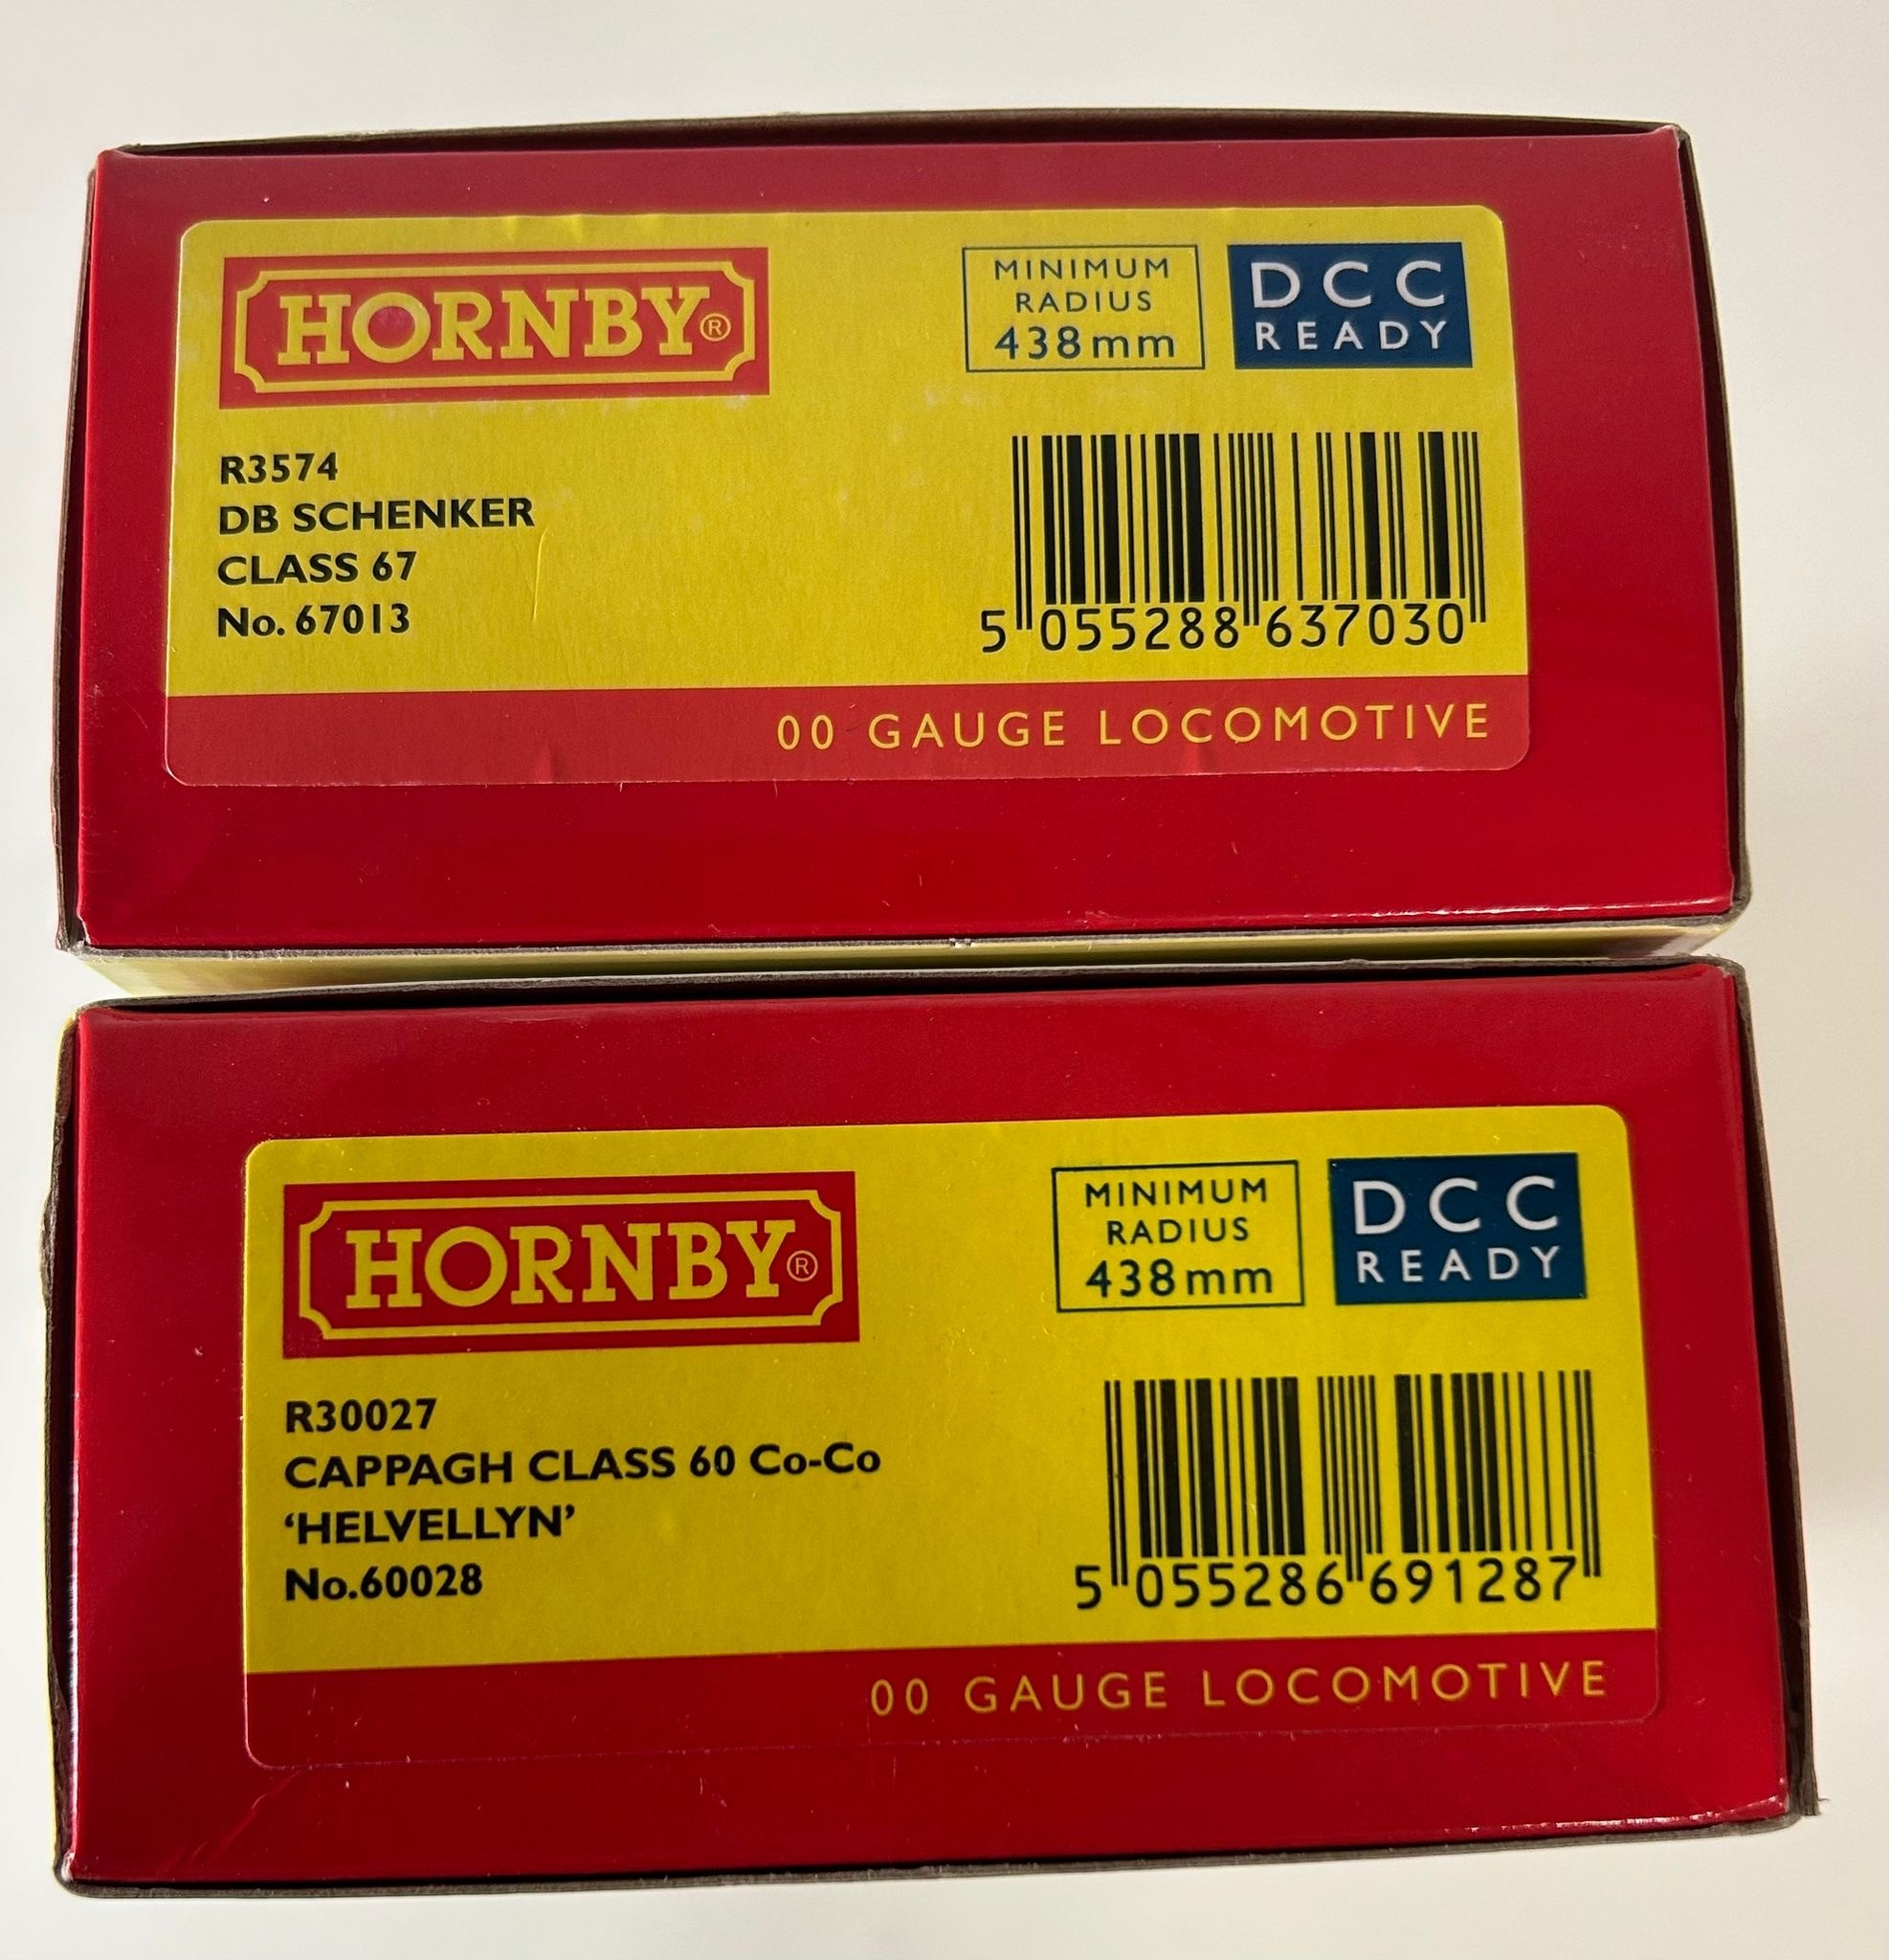 HORNBY®
MINIMUM
RADIUS
438mm
DCC
READY
R3574
DB SCHENKER
CLASS 67
No. 67013
5 055288 637030
00 GAUGE LOCOMOTIVE
HORNBY®
MINIMUM
RADIUS
438mm
DCC
READY
R30027
CAPPAGH CLASS 60 Co-Co
‘HELVELLYN’
No.60028
5 055286 691287
00 GAUGE LOCOMOTIVE